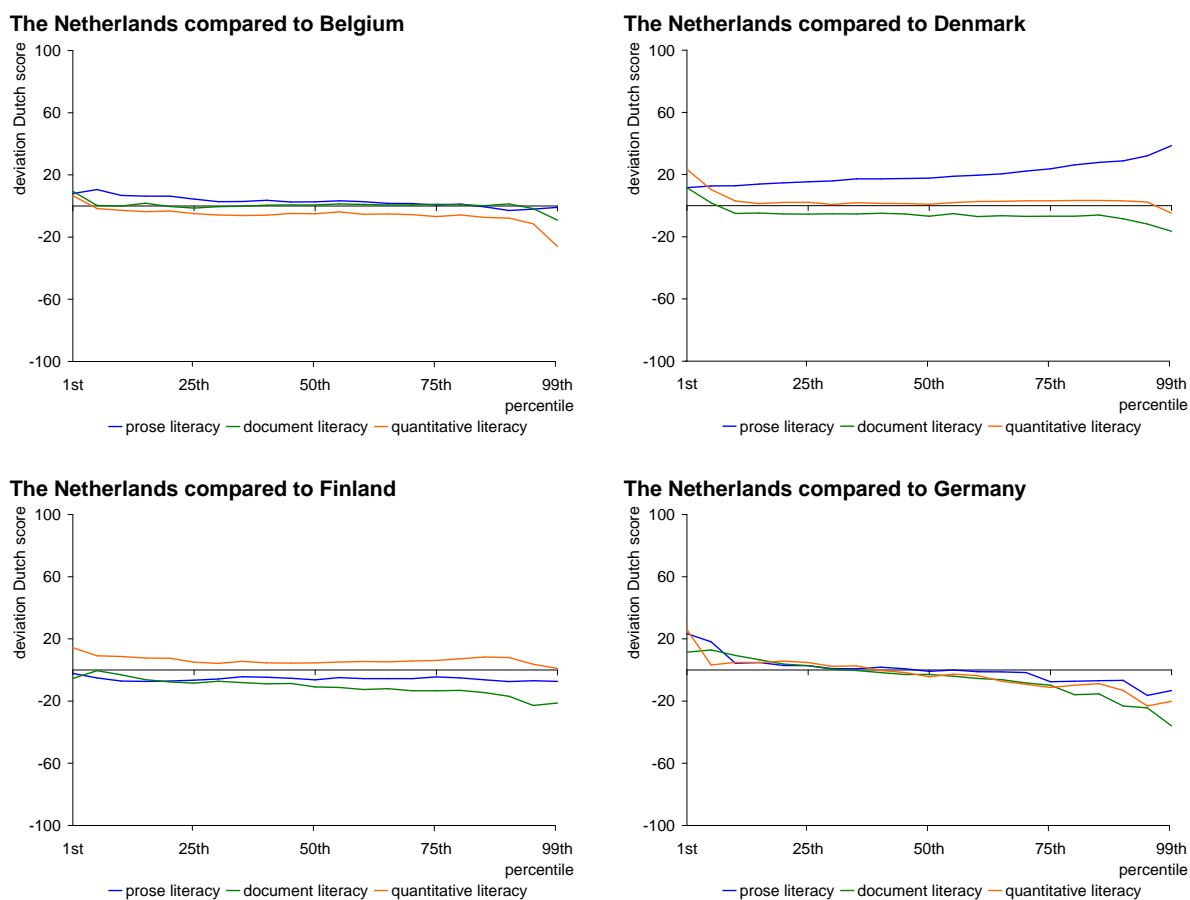 The Netherlands compared to Belgium
deviation Dutch score
100
60
20
-20
-60
-100
1st 25th 50th 75th 99th
percentile
prose literacy document literacy quantitative literacy
The Netherlands compared to Denmark
deviation Dutch score
100
60
20
-20
-60
-100
1st 25th 50th 75th 99th
percentile
prose literacy document literacy quantitative literacy
The Netherlands compared to Finland
deviation Dutch score
100
60
20
-20
-60
-100
1st 25th 50th 75th 99th
percentile
prose literacy document literacy quantitative literacy
The Netherlands compared to Germany
deviation Dutch score
100
60
20
-20
-60
-100
1st 25th 50th 75th 99th
percentile
prose literacy document literacy quantitative literacy